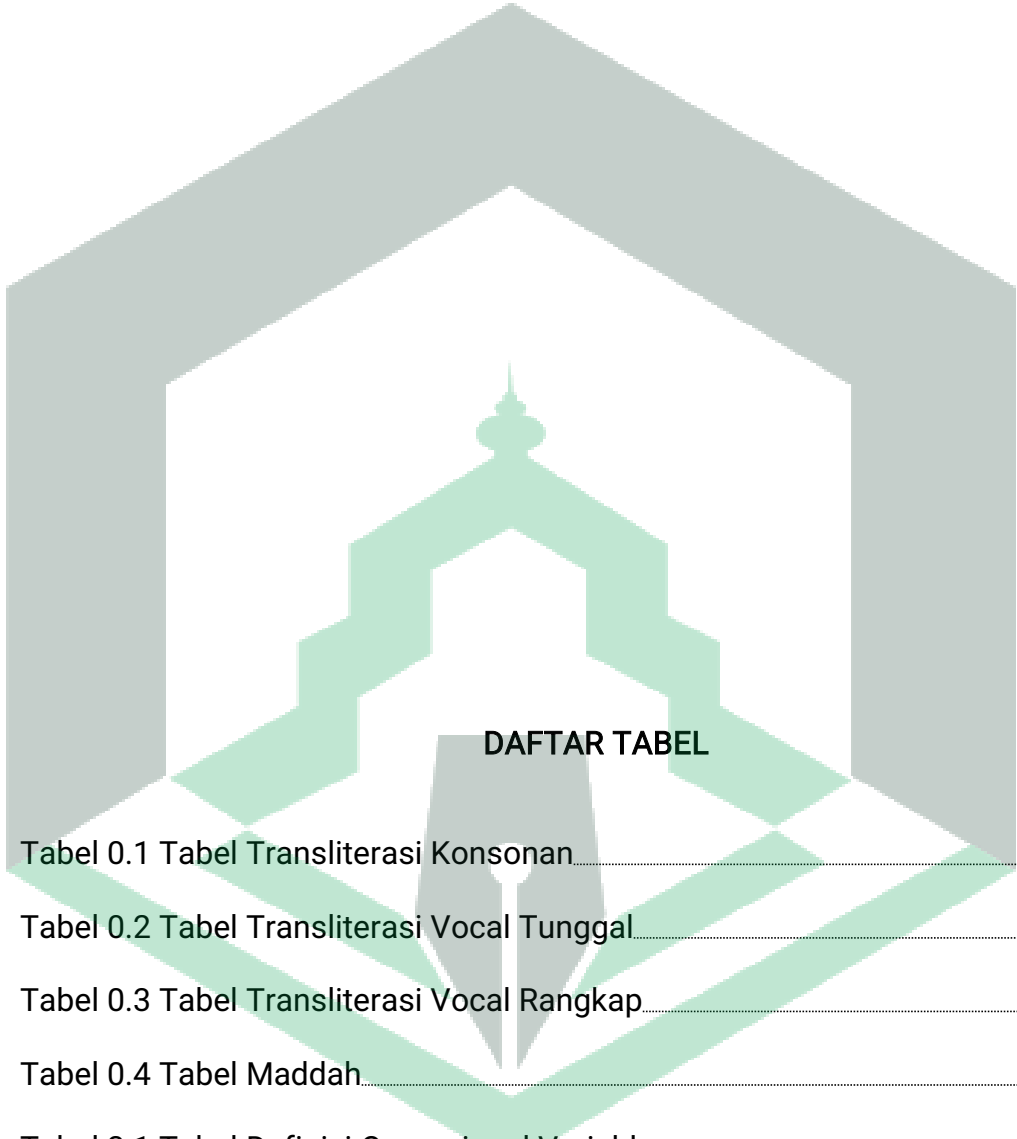 DAFTAR TABEL
Tabel 0.1 Tabel Transliterasi Konsonan
Tabel 0.2 Tabel Transliterasi Vocal Tunggal
Tabel 0.3 Tabel Transliterasi Vocal Rangkap
Tabel 0.4 Tabel Maddah